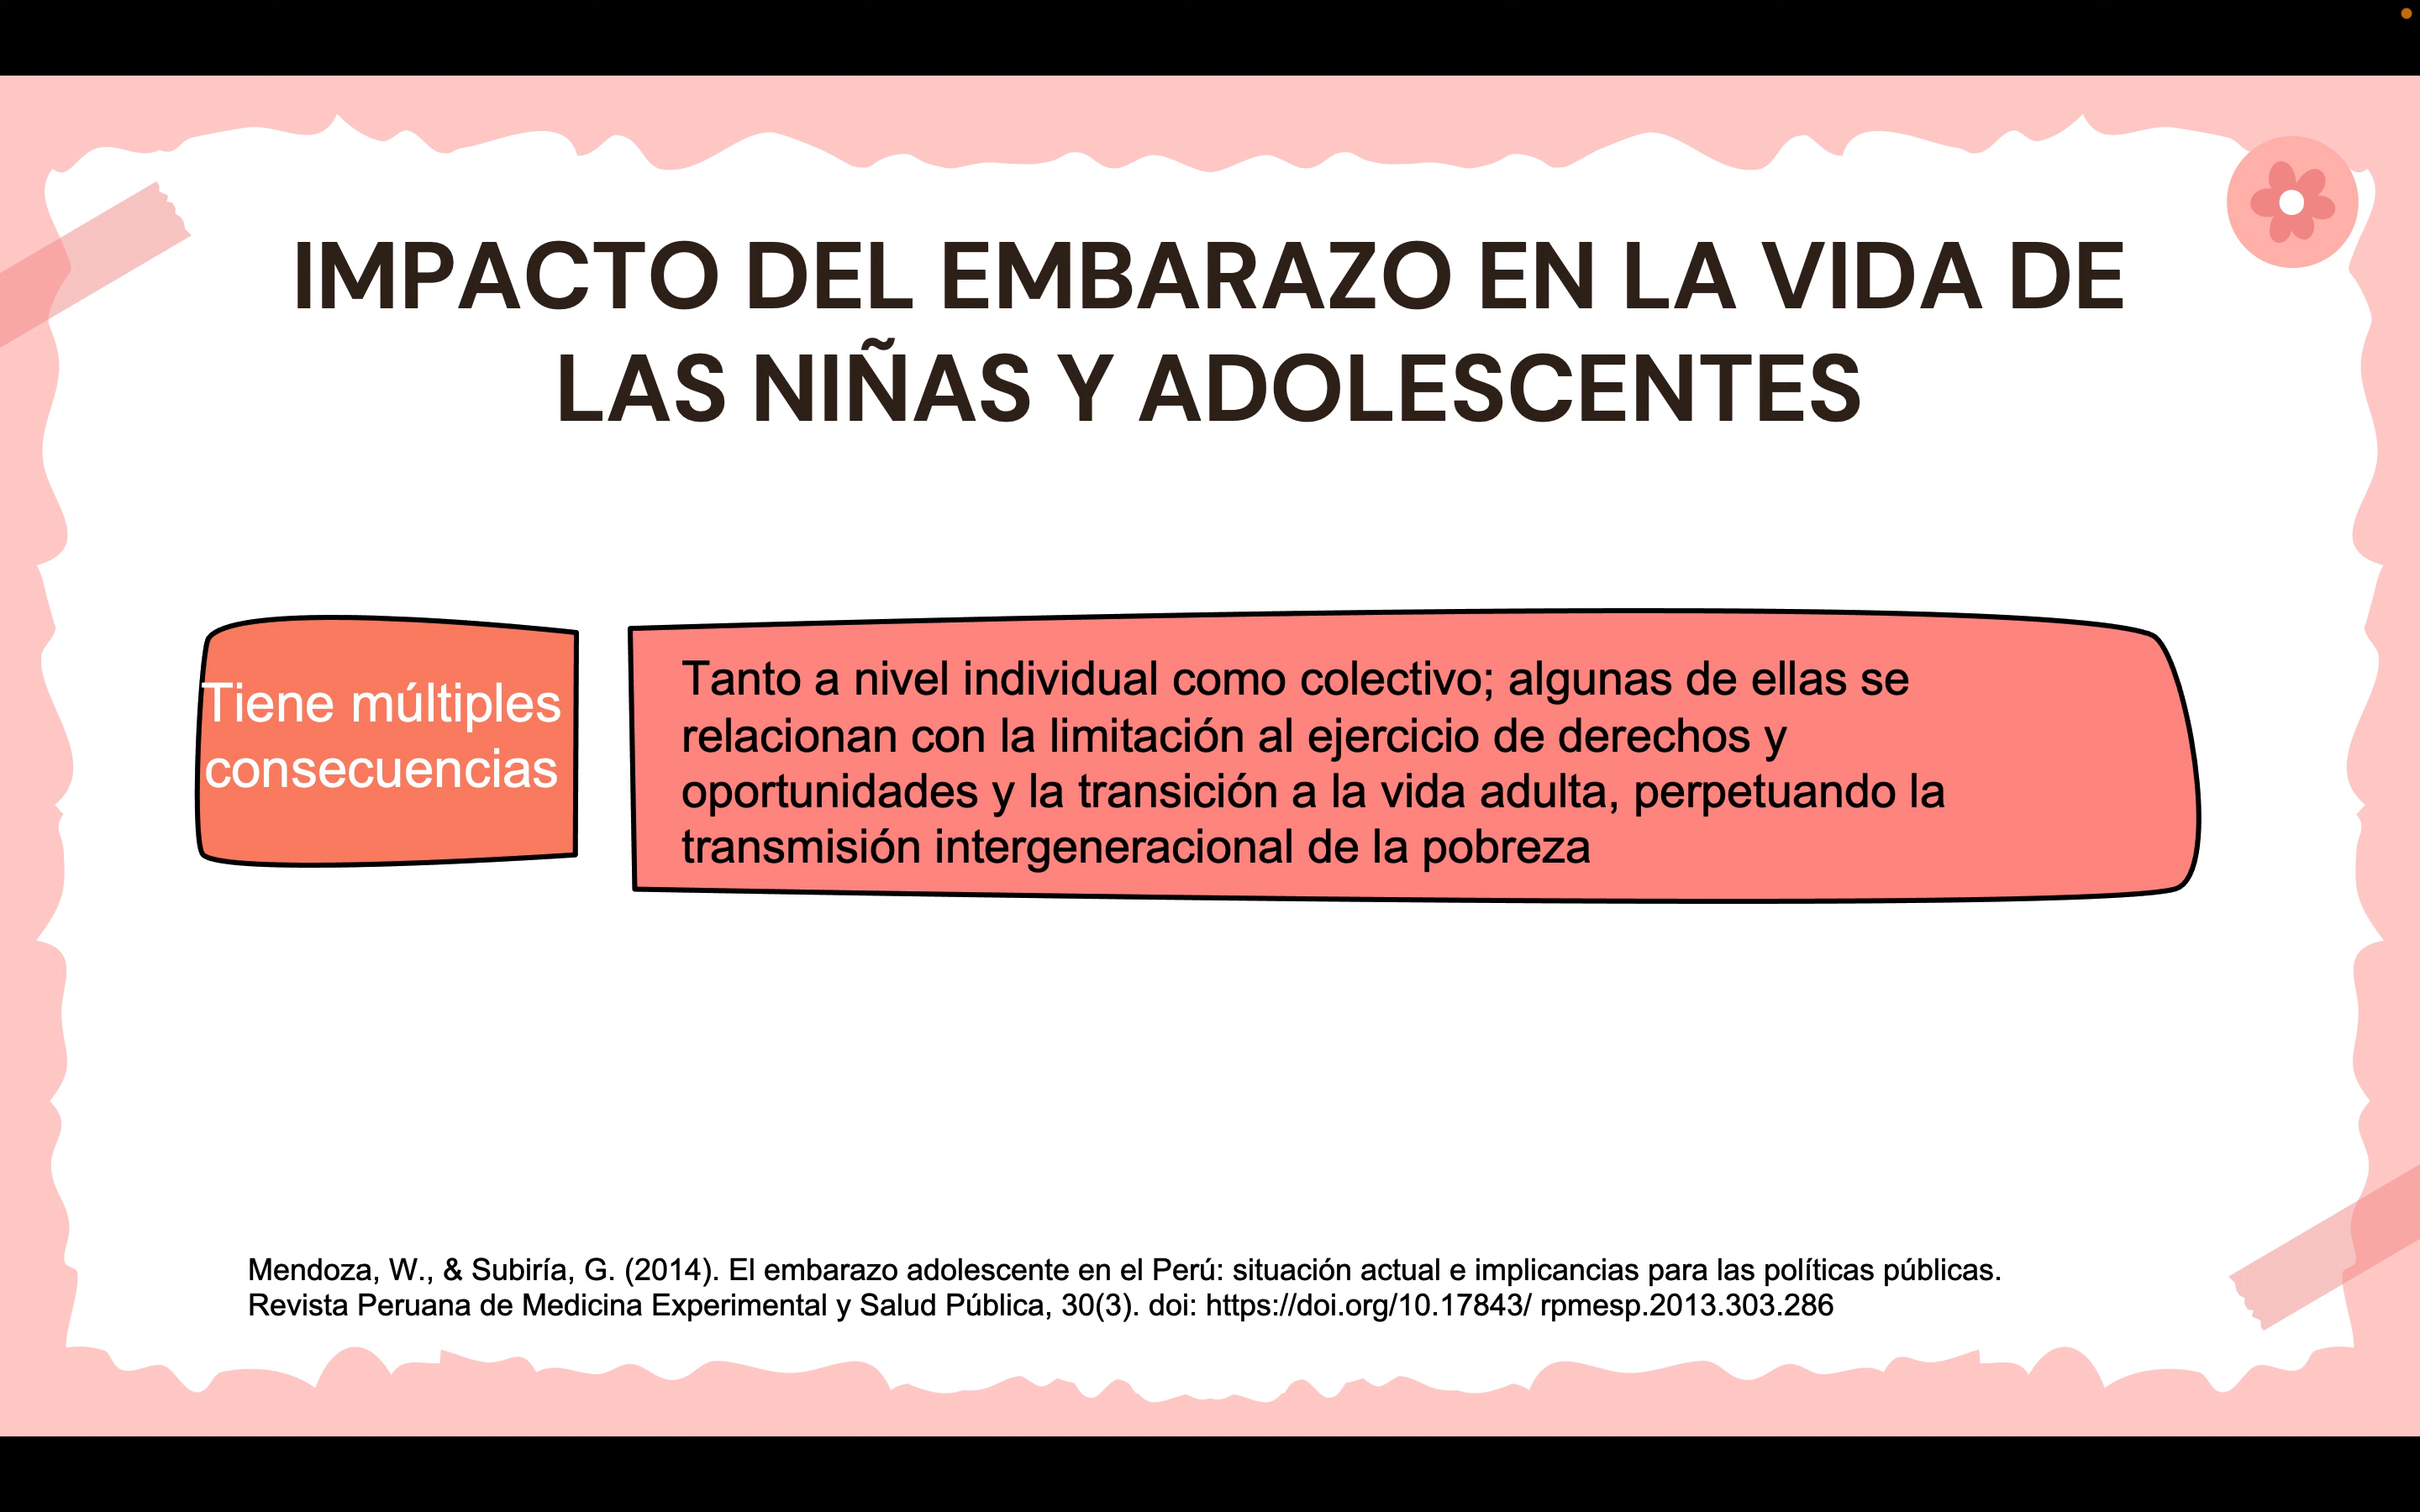 IMPACTO DEL EMBARAZO EN LA VIDA DE
LAS NIÑAS Y ADOLESCENTES
Tiene múltiples
consecuencias
Tanto a nivel individual como colectivo; algunas de ellas se
relacionan con la limitación al ejercicio de derechos y
oportunidades y la transición a la vida adulta, perpetuando la
transmisión intergeneracional de la pobreza
Mendoza, W., & Subiría, G. (2014). El embarazo adolescente en el Perú: situación actual e implicancias para las políticas públicas.
Revista Peruana de Medicina Experimental y Salud Pública, 30(3). doi: https://doi.org/10.17843/ rpmesp.2013.303.286